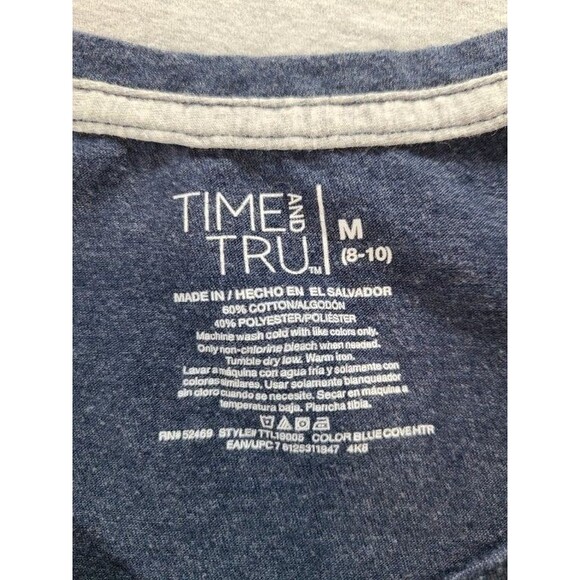 TIME AND
TRU™
M
(8-10)
MADE IN / HECHO EN EL SALVADOR
60% COTTON/ALGODÓN
40% POLYESTER/POLIÉSTER
Machine wash cold with like colors only.
Only non-chlorine bleach when needed.
Tumble dry low. Warm iron.
Lavar a máquina con agua fría y solamente con
colores similares. Usar solamente blanqueador
sin cloro cuando se necesite. Secar en máquina a
temperatura baja. Plancha tibia.
RN# 52469 STYLE# TTL19005 COLOR BLUE COVE HTR
EAN/UPC 7 6125311947 4K8